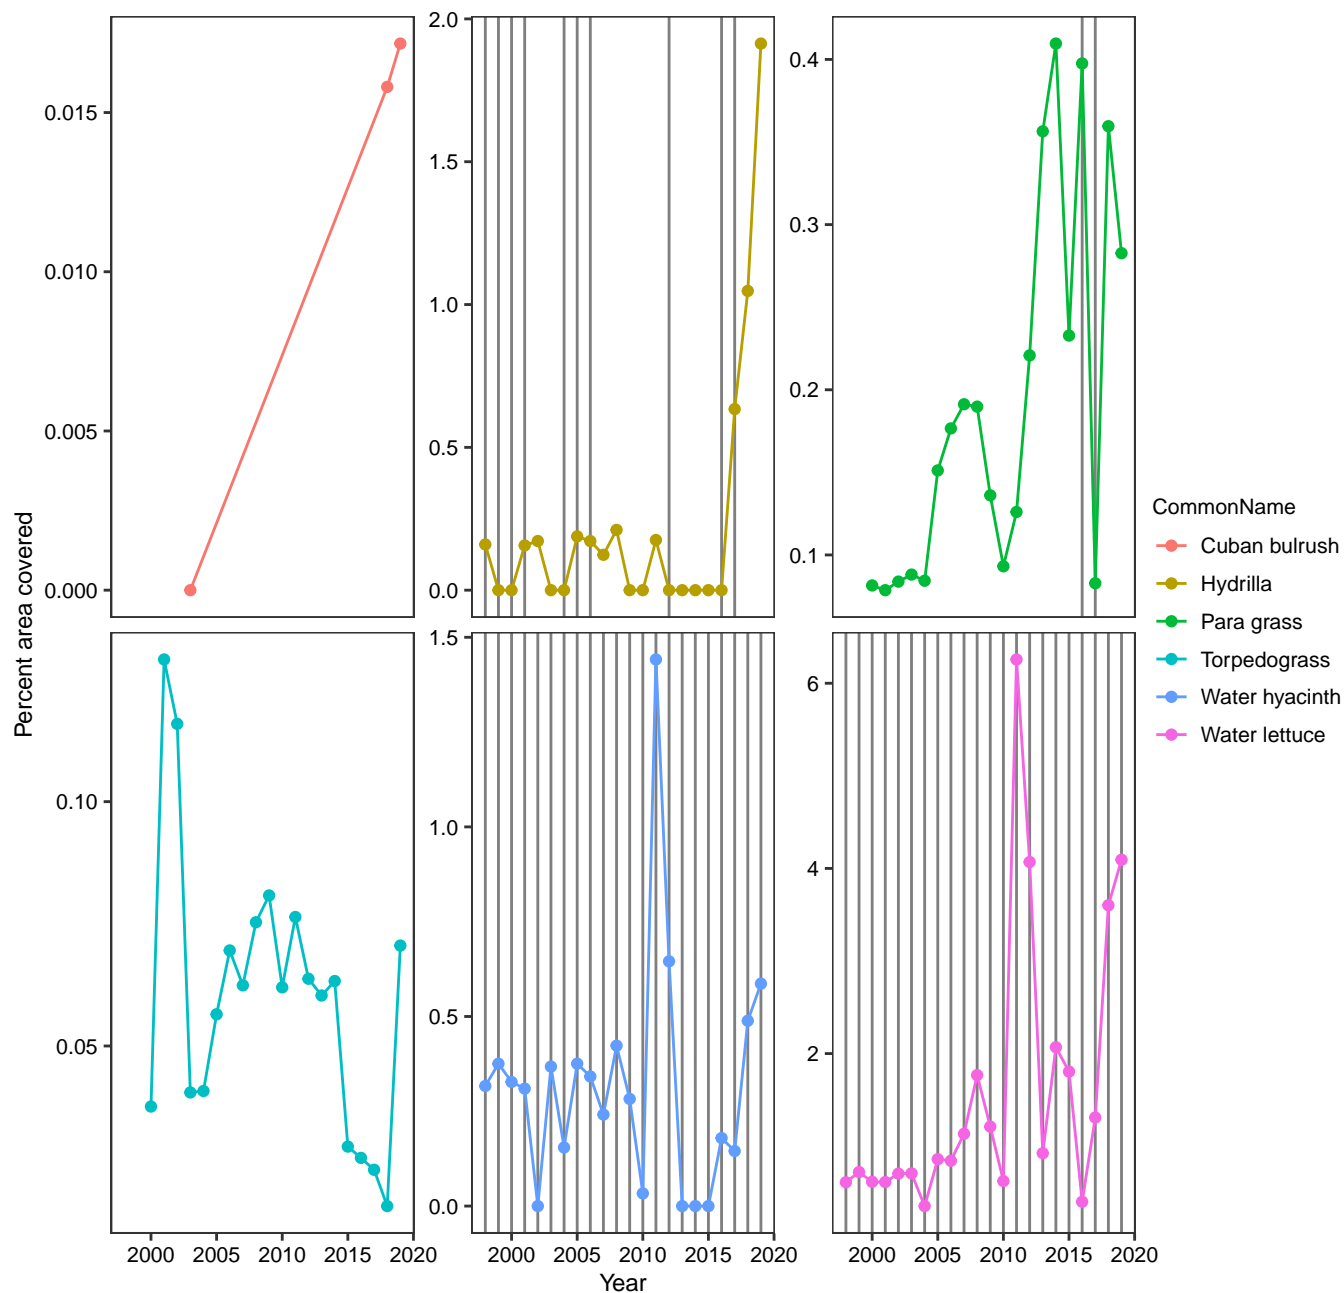 Percent area covered
0.015
0.010
0.005
0.000
2.0
1.5
1.0
0.5
0.0
0.4
0.3
0.2
0.1
0.10
0.05
1.5
1.0
0.5
0.0
6
4
2
2000 2005 2010 2015 2020
2000 2005 2010 2015 2020
2000 2005 2010 2015 2020
Year
CommonName
Cuban bulrush
Hydrilla
Para grass
Torpedograss
Water hyacinth
Water lettuce